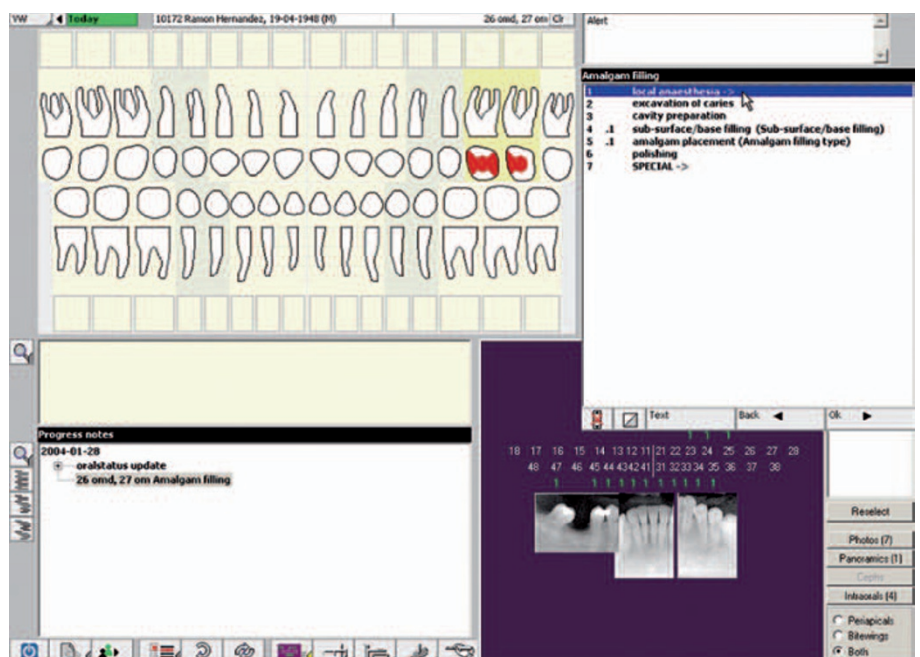 VW Today 10172 Ramon Hernandez, 19-04-1948 (M) 26 omd, 27 om Clr
Alert
Amalgam filling
1 local anaesthesia ->
2 excavation of caries
3 cavity preparation
4 .1 sub-surface/base filling (Sub-surface/base filling)
5 .1 amalgam placement (Amalgam filling type)
6 polishing
7 SPECIAL ->
Text Back Ok
Progress notes
2004-01-28
oralstatus update
26 omd, 27 om Amalgam filling
18 17 16 15 14 13 12 11 21 22 23 24 25 26 27 28
48 47 46 45 44 43 42 41 31 32 33 34 35 36 37 38
Reselect
Photos (7)
Panoramics (1)
Cephs
Intraorals (4)
Periapicals
Bitewings
Both